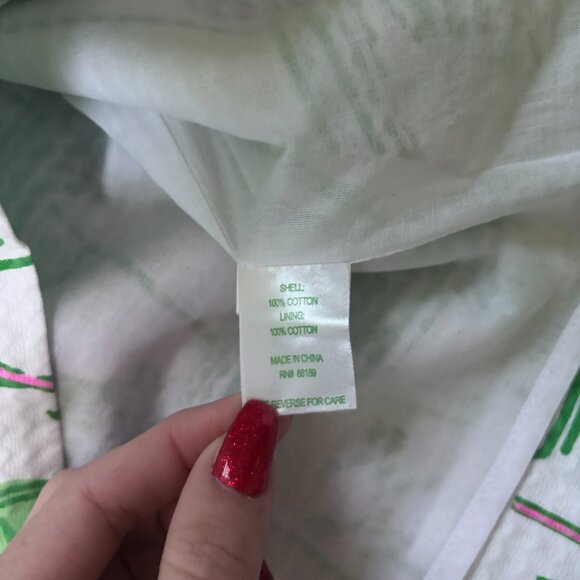 SHELL:
100% COTTON
LINING:
100% COTTON
MADE IN CHINA
RN# 88189
REVERSE FOR CARE